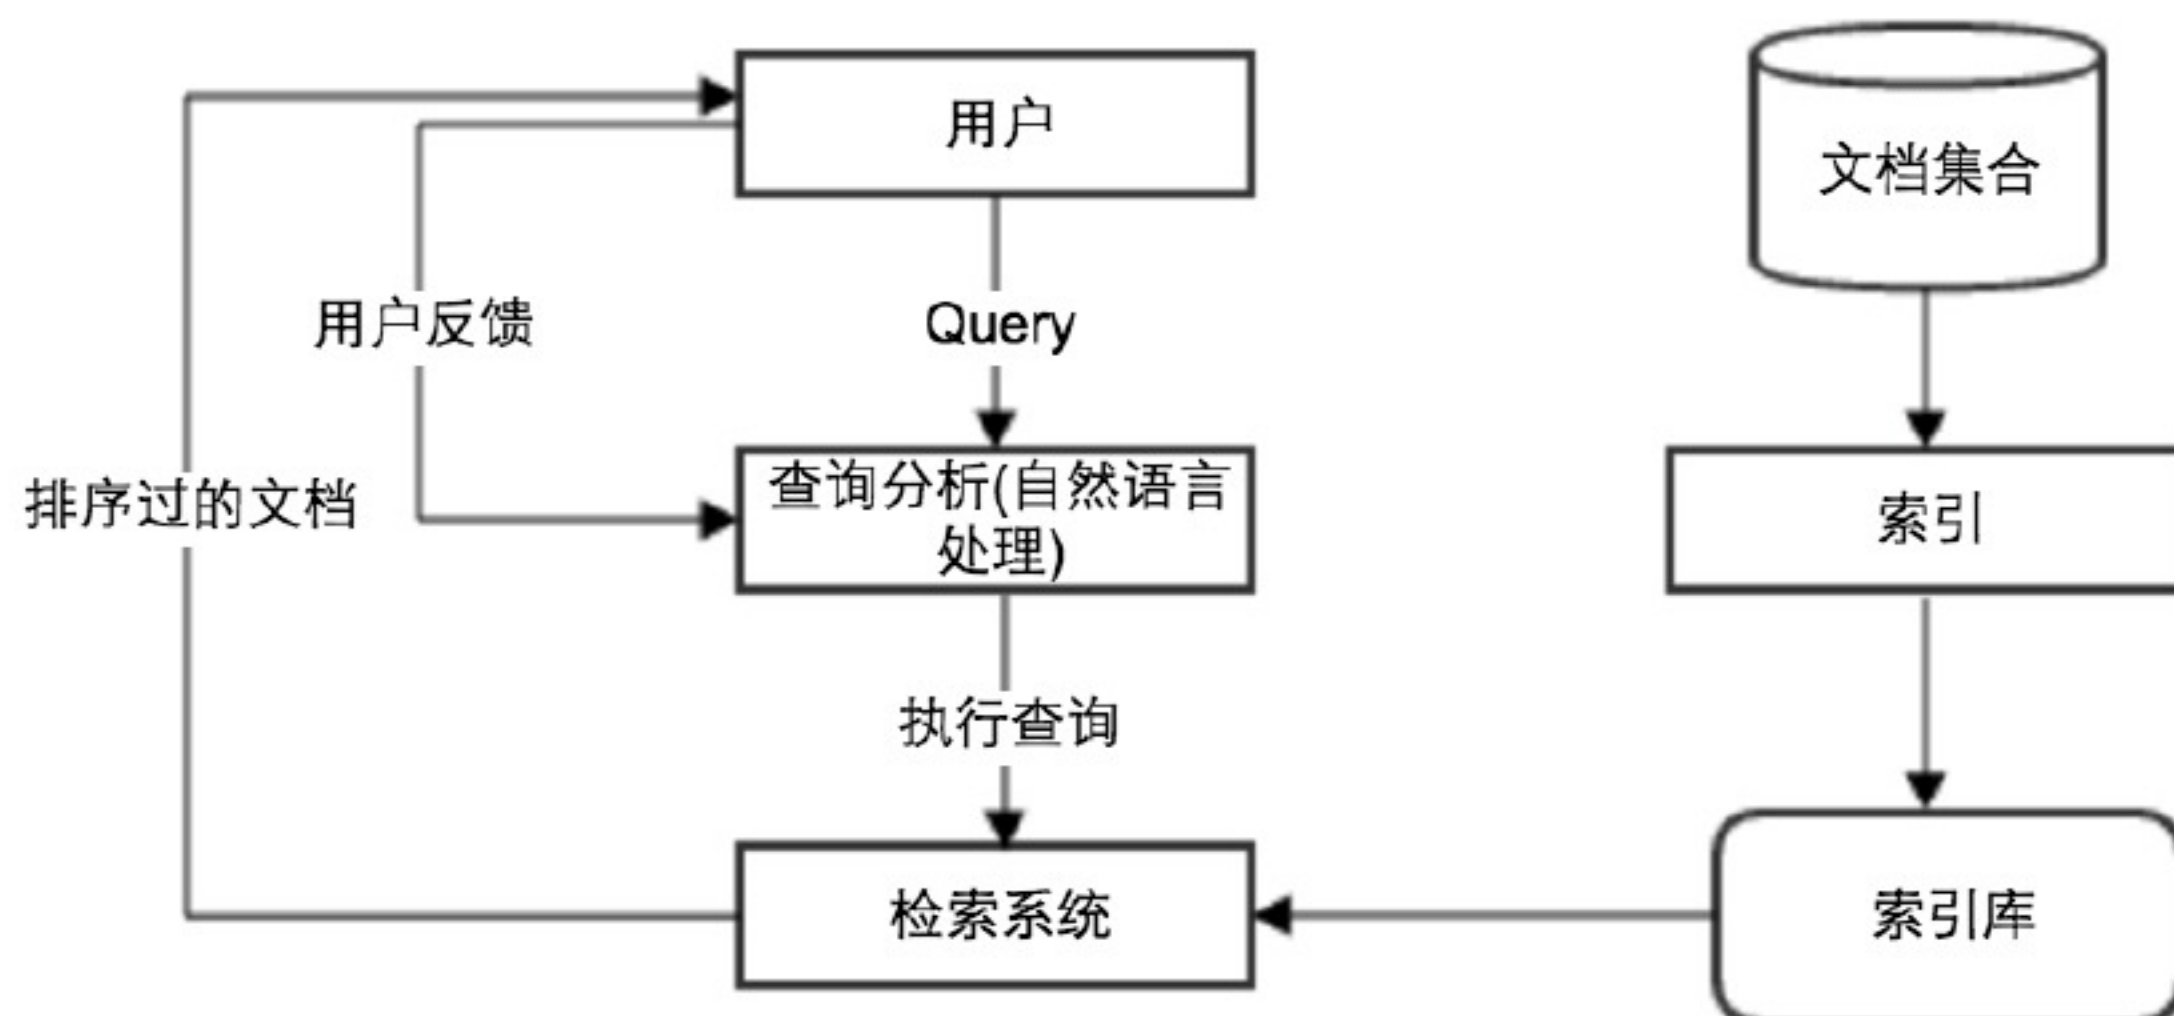 用户
文档集合
用户反馈
Query
排序过的文档
查询分析(自然语言
处理)
索引
执行查询
检索系统
索引库